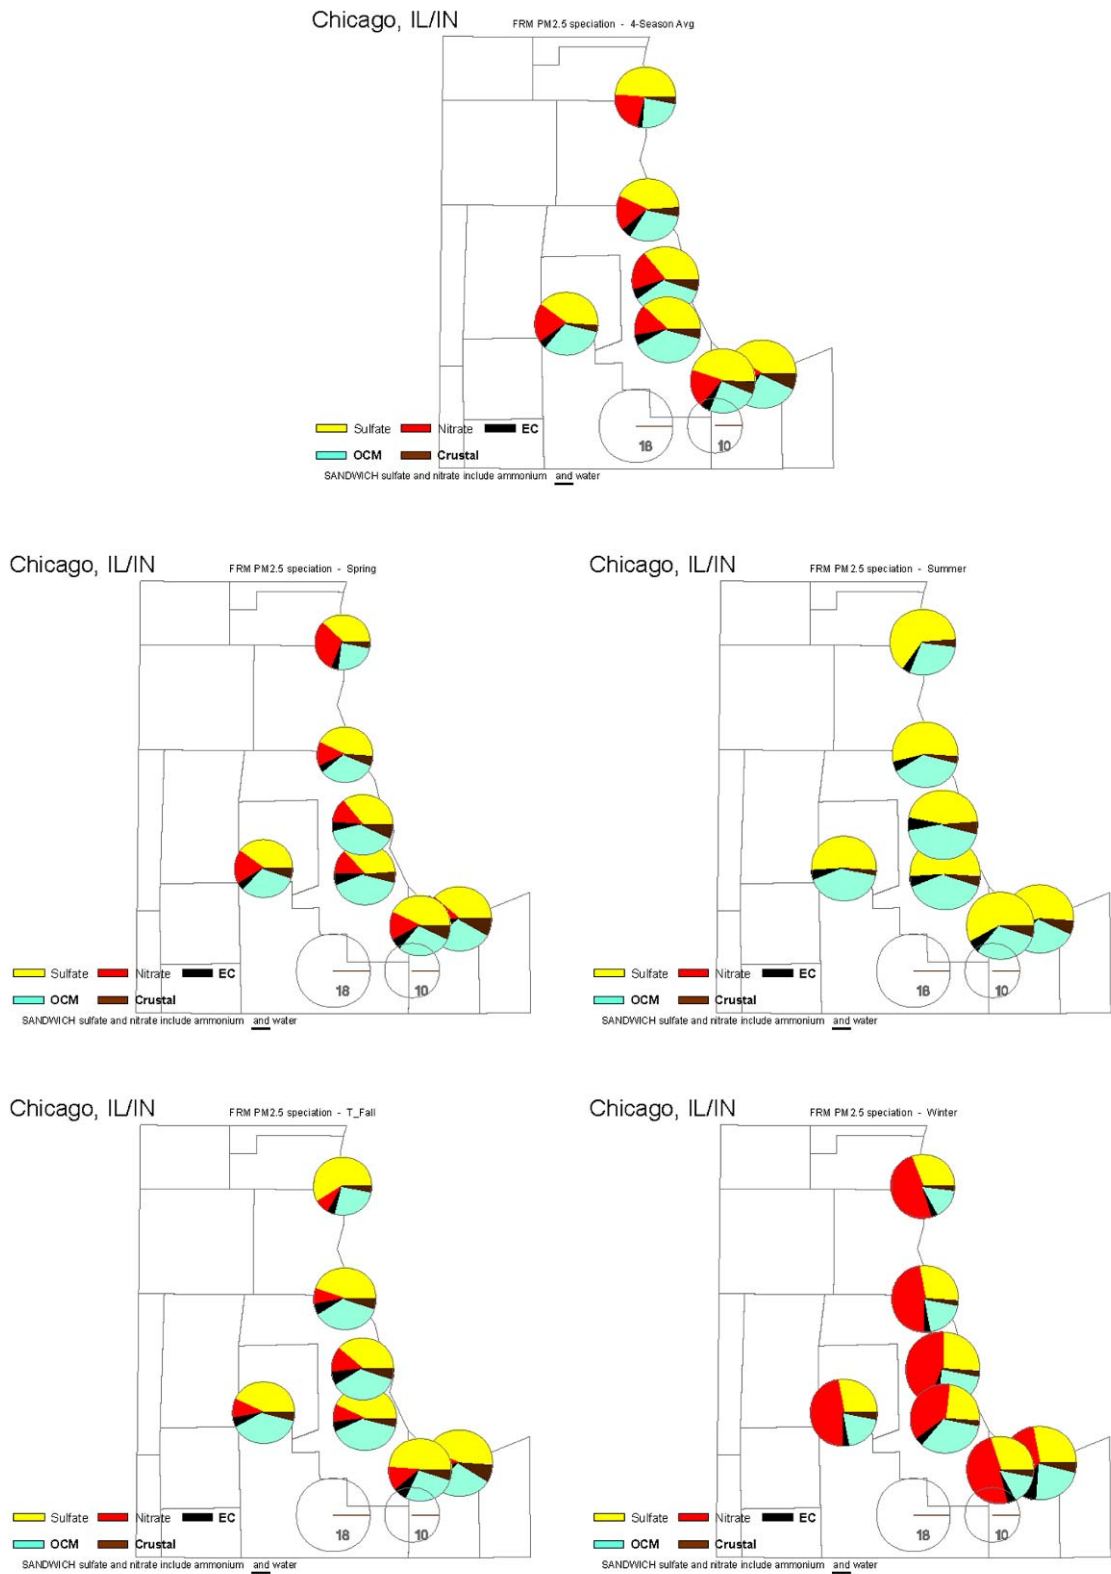 Chicago, IL/IN FRM PM2.5 speciation - 4-Season Avg
18 10
Sulfate Nitrate EC
OCM Crustal
SANDWICH sulfate and nitrate include ammonium and water
Chicago, IL/IN FRM PM2.5 speciation - Spring
18 10
Sulfate Nitrate EC
OCM Crustal
SANDWICH sulfate and nitrate include ammonium and water
Chicago, IL/IN FRM PM2.5 speciation - Summer
18 10
Sulfate Nitrate EC
OCM Crustal
SANDWICH sulfate and nitrate include ammonium and water
Chicago, IL/IN FRM PM2.5 speciation - T_Fall
18 10
Sulfate Nitrate EC
OCM Crustal
SANDWICH sulfate and nitrate include ammonium and water
Chicago, IL/IN FRM PM2.5 speciation - Winter
18 10
Sulfate Nitrate EC
OCM Crustal
SANDWICH sulfate and nitrate include ammonium and water